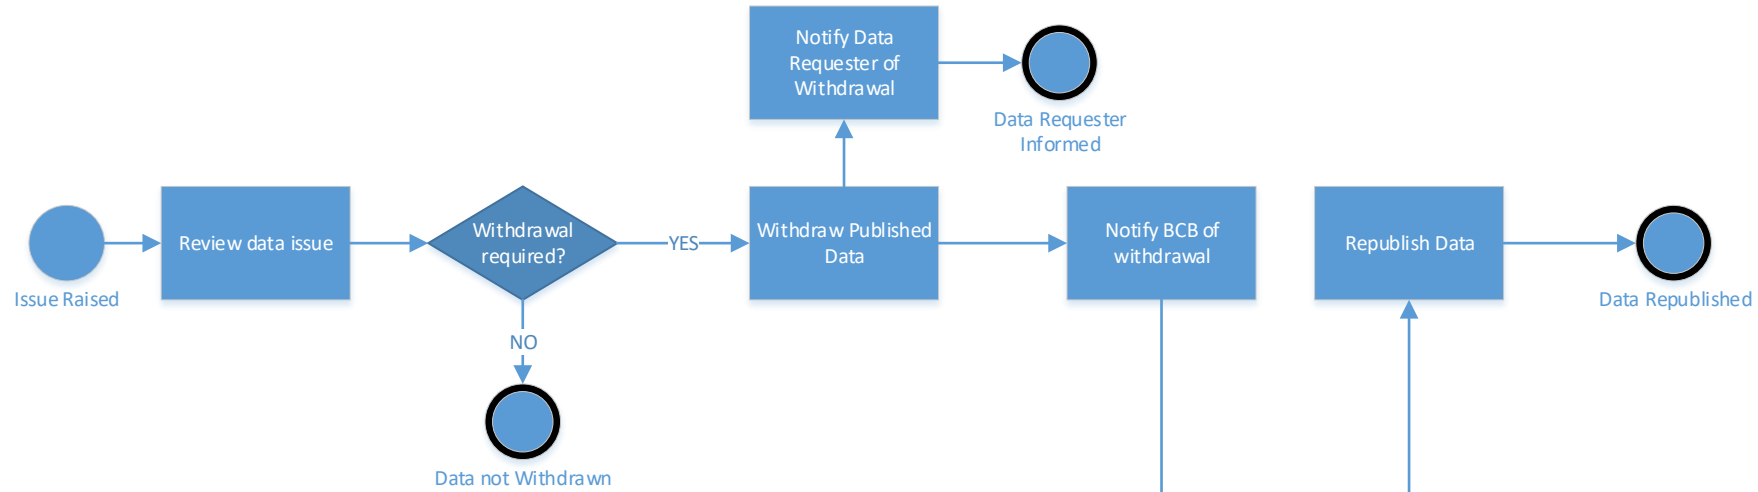 Notify Data
Requester of
Withdrawal
Data Requester
Informed
Issue Raised
Review data issue
Withdrawal
required?
YES
NO
Data not Withdrawn
Withdraw Published
Data
Notify BCB of
withdrawal
Republish Data
Data Republished